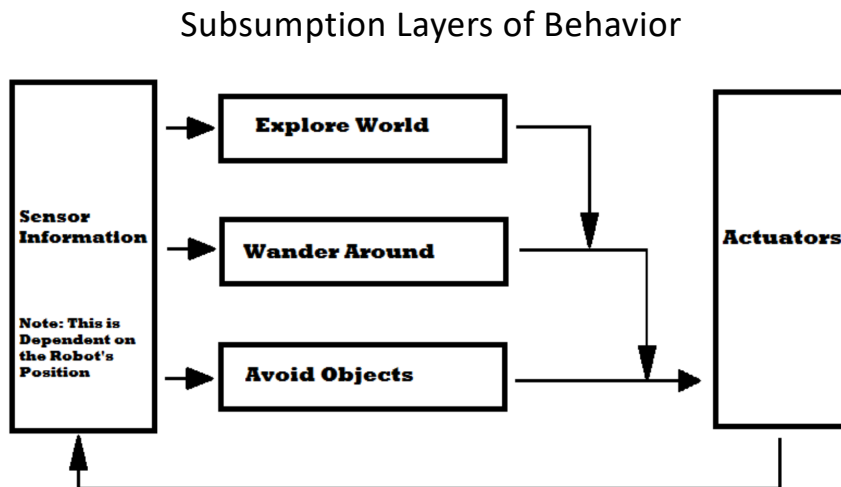 Subsumption Layers of Behavior
Explore World
Sensor
Information
Wander Around
Actuators
Note: This is
Dependent on
the Robot's
Position
Avoid Objects